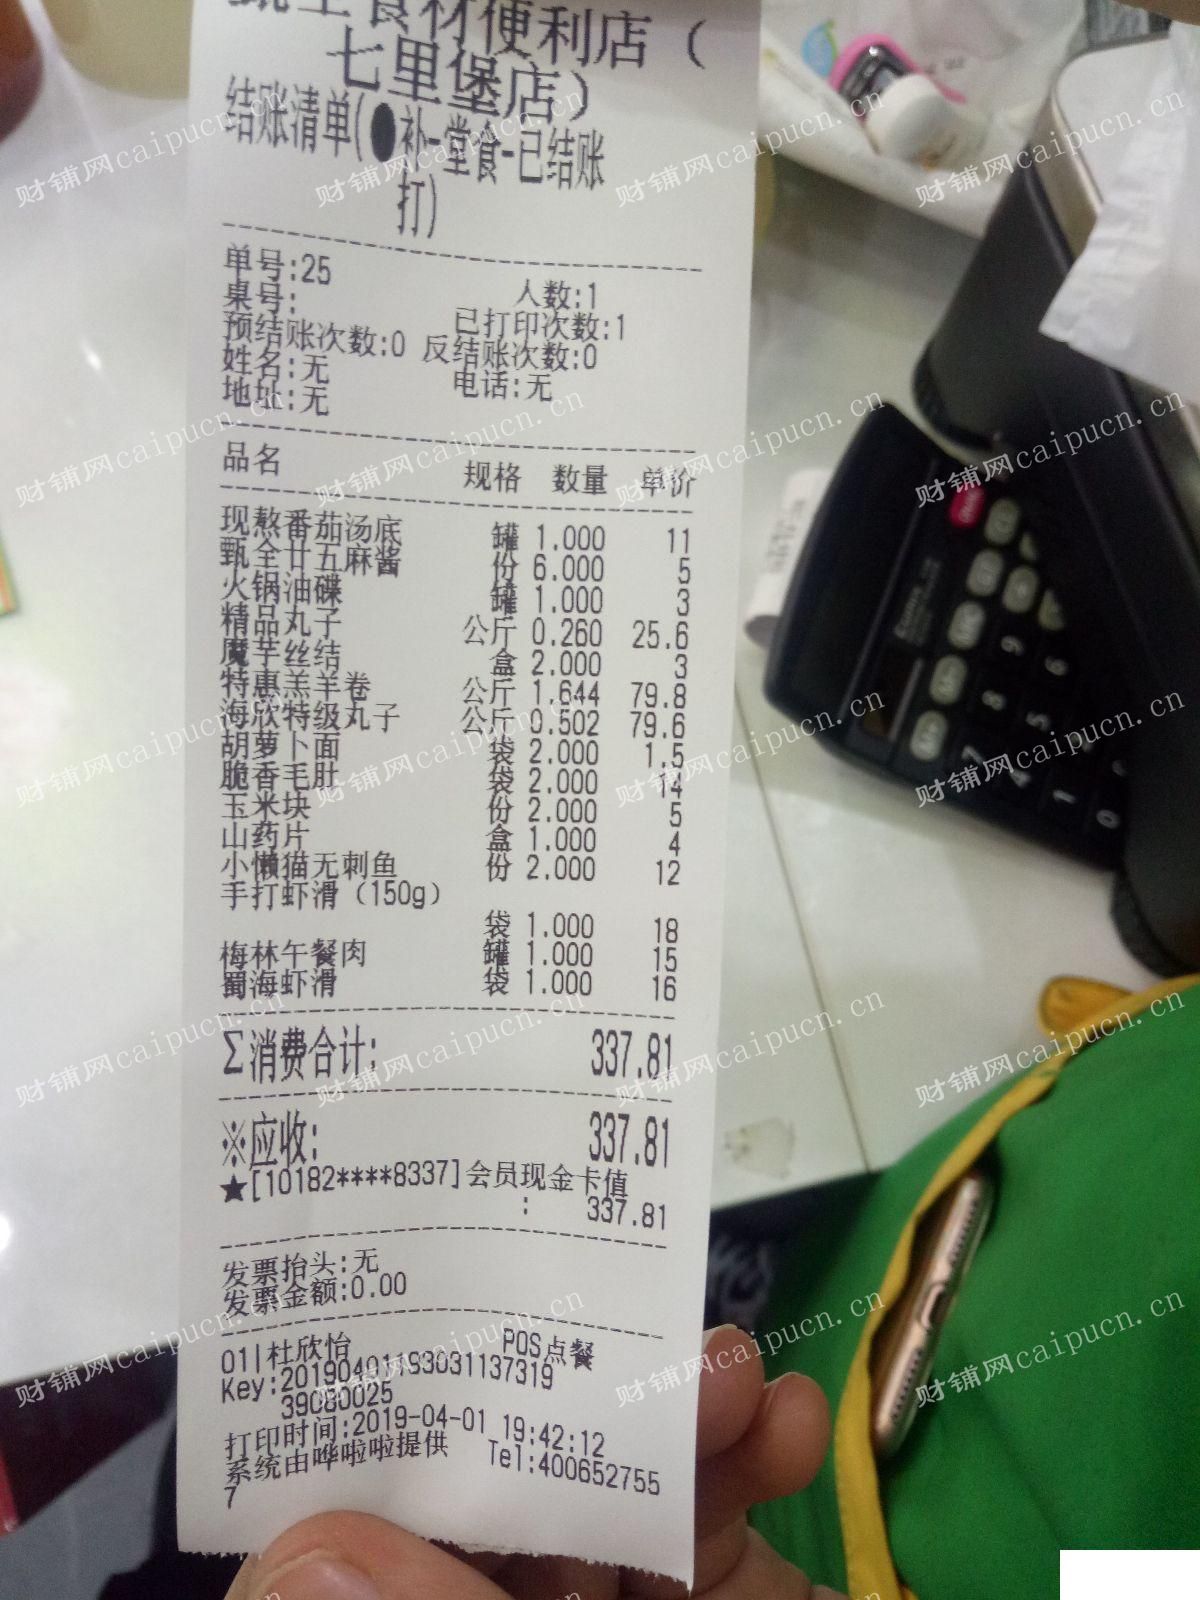 食材便利店（
七里堡店）
结账清单(●补-堂食-已结账
打)
单号:25 人数:1
桌号: 已打印次数:1
预结账次数:0 反结账次数:0
姓名:无 电话:无
地址:无
品名 规格 数量 单价
现熬番茄汤底 罐 1.000 11
甄全廿五麻酱 份 6.000 5
火锅油碟 罐 1.000 3
精品丸子 公斤 0.260 25.6
魔芋丝结 盒 2.000 3
特惠羔羊卷 公斤 1.644 79.8
海欣特级丸子 公斤 0.502 79.6
胡萝卜面 袋 2.000 1.5
脆香毛肚 袋 2.000 14
玉米块 份 2.000 5
山药片 盒 1.000 4
小懒猫无刺鱼 份 2.000 12
手打虾滑（150g）
袋 1.000 18
梅林午餐肉 罐 1.000 15
蜀海虾滑 袋 1.000 16
Σ消费合计: 337.81
※应收: 337.81
★[10182****8337]会员现金卡值
: 337.81
发票抬头:无
发票金额:0.00
01|杜欣怡 POS点餐
Key:20190401193031137319
39080025
打印时间:2019-04-01 19:42:12
系统由哗啦啦提供 Tel:400652755
7
财铺网caipucn.cn